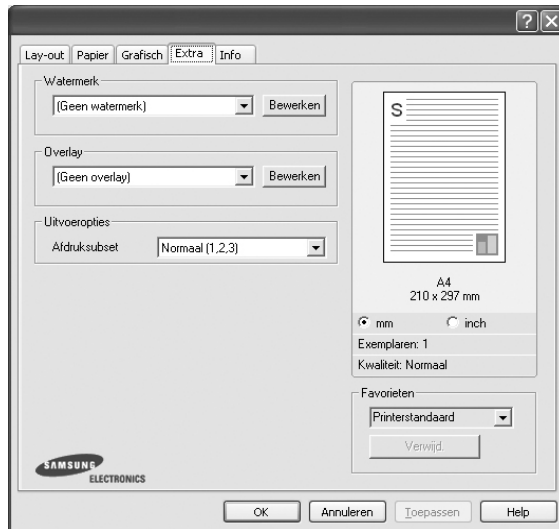 Lay-out Papier Grafisch Extra Info
Watermerk
(Geen watermerk) Bewerken
Overlay
(Geen overlay) Bewerken
Uitvoeropties
Afdruksubset Normaal (1,2,3)
S
A4
210 x 297 mm
mm inch
Exemplaren: 1
Kwaliteit: Normaal
Favorieten
Printerstandaard
Verwijd.
SAMSUNG
ELECTRONICS
OK Annuleren Toepassen Help